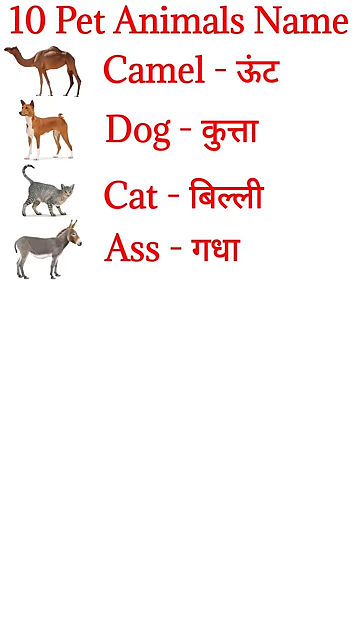 10 Pet Animals Name
Camel - ऊंट
Dog - कुत्ता
Cat - बिल्ली
Ass - गधा